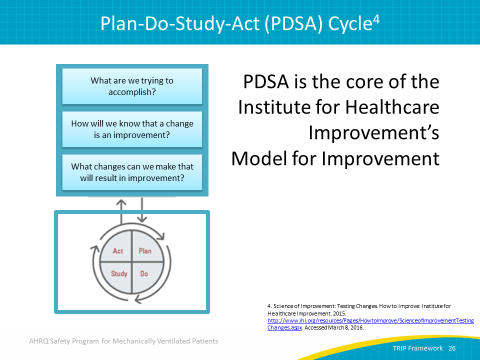 Plan-Do-Study-Act (PDSA) Cycle4
What are we trying to
accomplish?
How will we know that a change
is an improvement?
What changes can we make that
will result in improvement?
PDSA is the core of the
Institute for Healthcare
Improvement’s
Model for Improvement
Act
Plan
Study
Do
4. Science of Improvement: Testing Changes. How to Improve: Institute for
Healthcare Improvement, 2015.
http://www.ihi.org/resources/Pages/HowtoImprove/ScienceofImprovementTesting
Changes.aspx. Accessed March 8, 2016.
AHRQ Safety Program for Mechanically Ventilated Patients
TRIP Framework 26